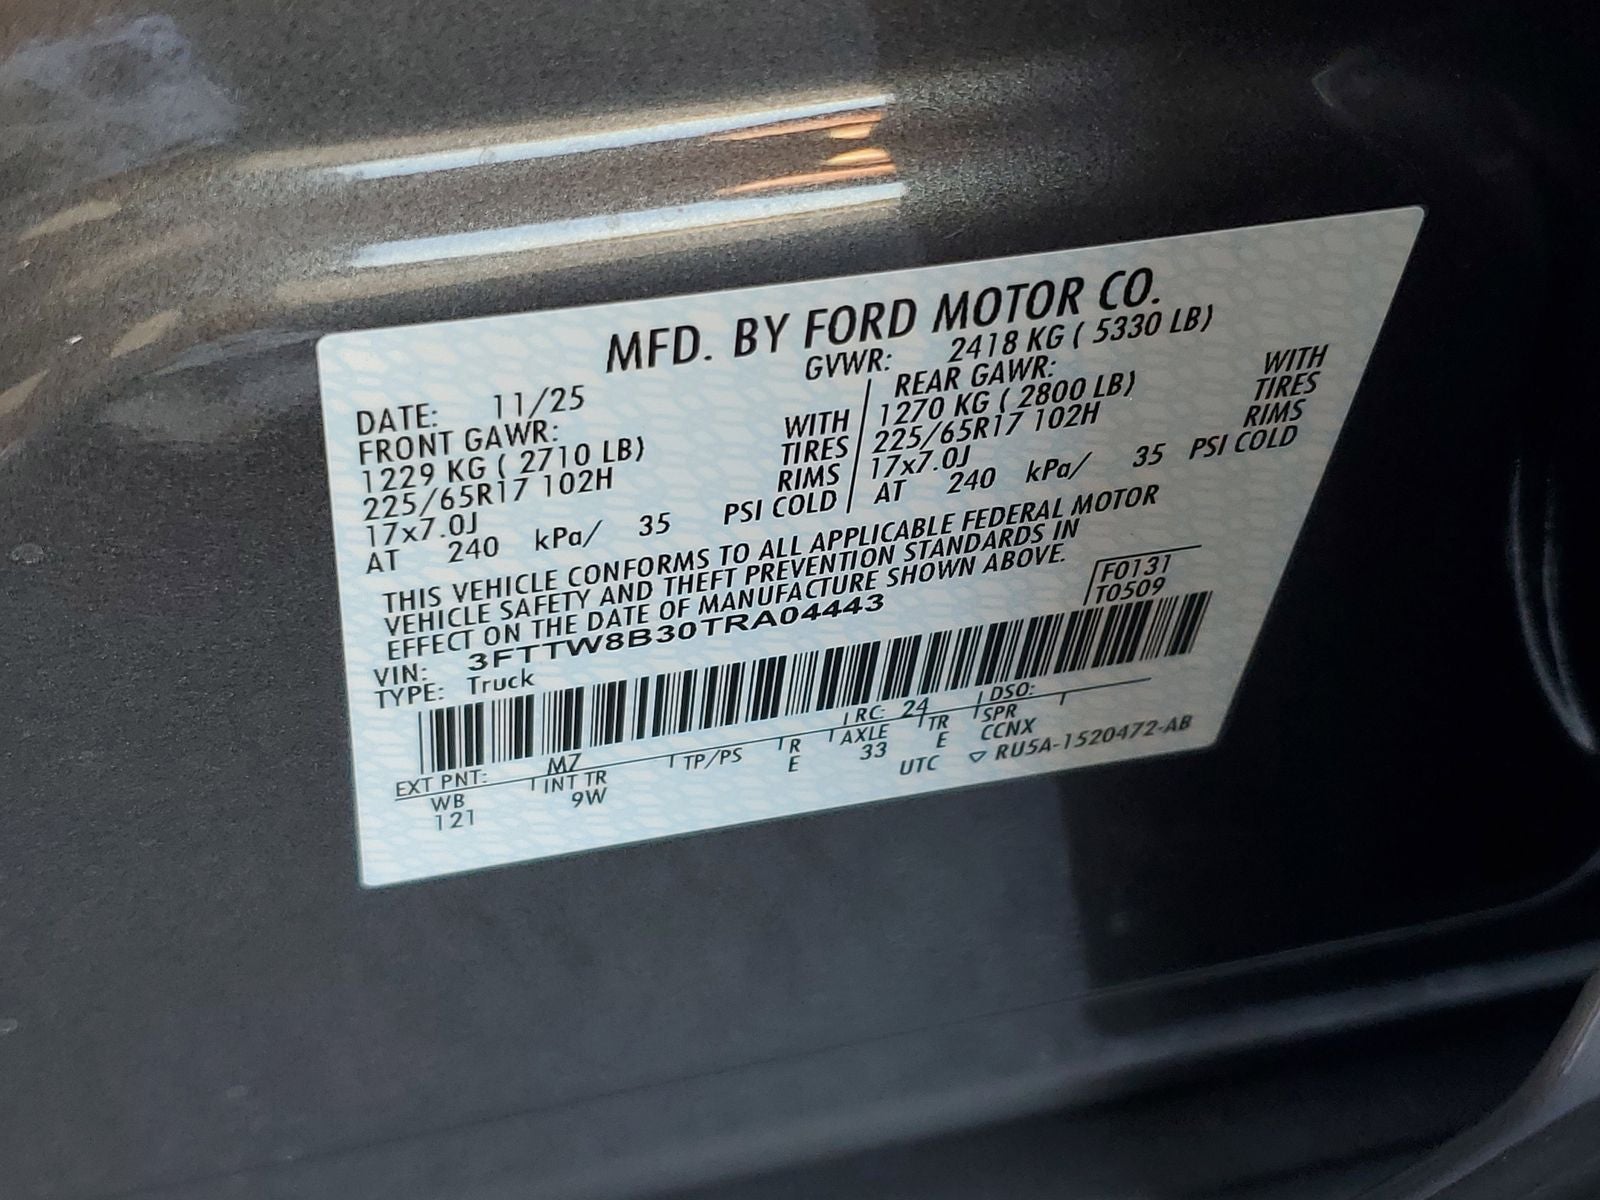 MFD. BY FORD MOTOR CO.
DATE: 11/25 GVWR: 2418 KG ( 5330 LB)
FRONT GAWR: REAR GAWR:
1229 KG ( 2710 LB) WITH 1270 KG ( 2800 LB) WITH
225/65R17 102H TIRES 225/65R17 102H TIRES
17x7.0J RIMS 17x7.0J RIMS
AT 240 kPa/ 35 PSI COLD AT 240 kPa/ 35 PSI COLD
THIS VEHICLE CONFORMS TO ALL APPLICABLE FEDERAL MOTOR
VEHICLE SAFETY AND THEFT PREVENTION STANDARDS IN
EFFECT ON THE DATE OF MANUFACTURE SHOWN ABOVE.
F0131
T0509
VIN: 3FTTW8B30TRA04443
TYPE: Truck
EXT PNT: MZ RC: 24 DSO:
WB INT TR TP/PS R AXLE TR SPR
121 9W E 33 E CCNX
UTC ▽ RU5A-1520472-AB